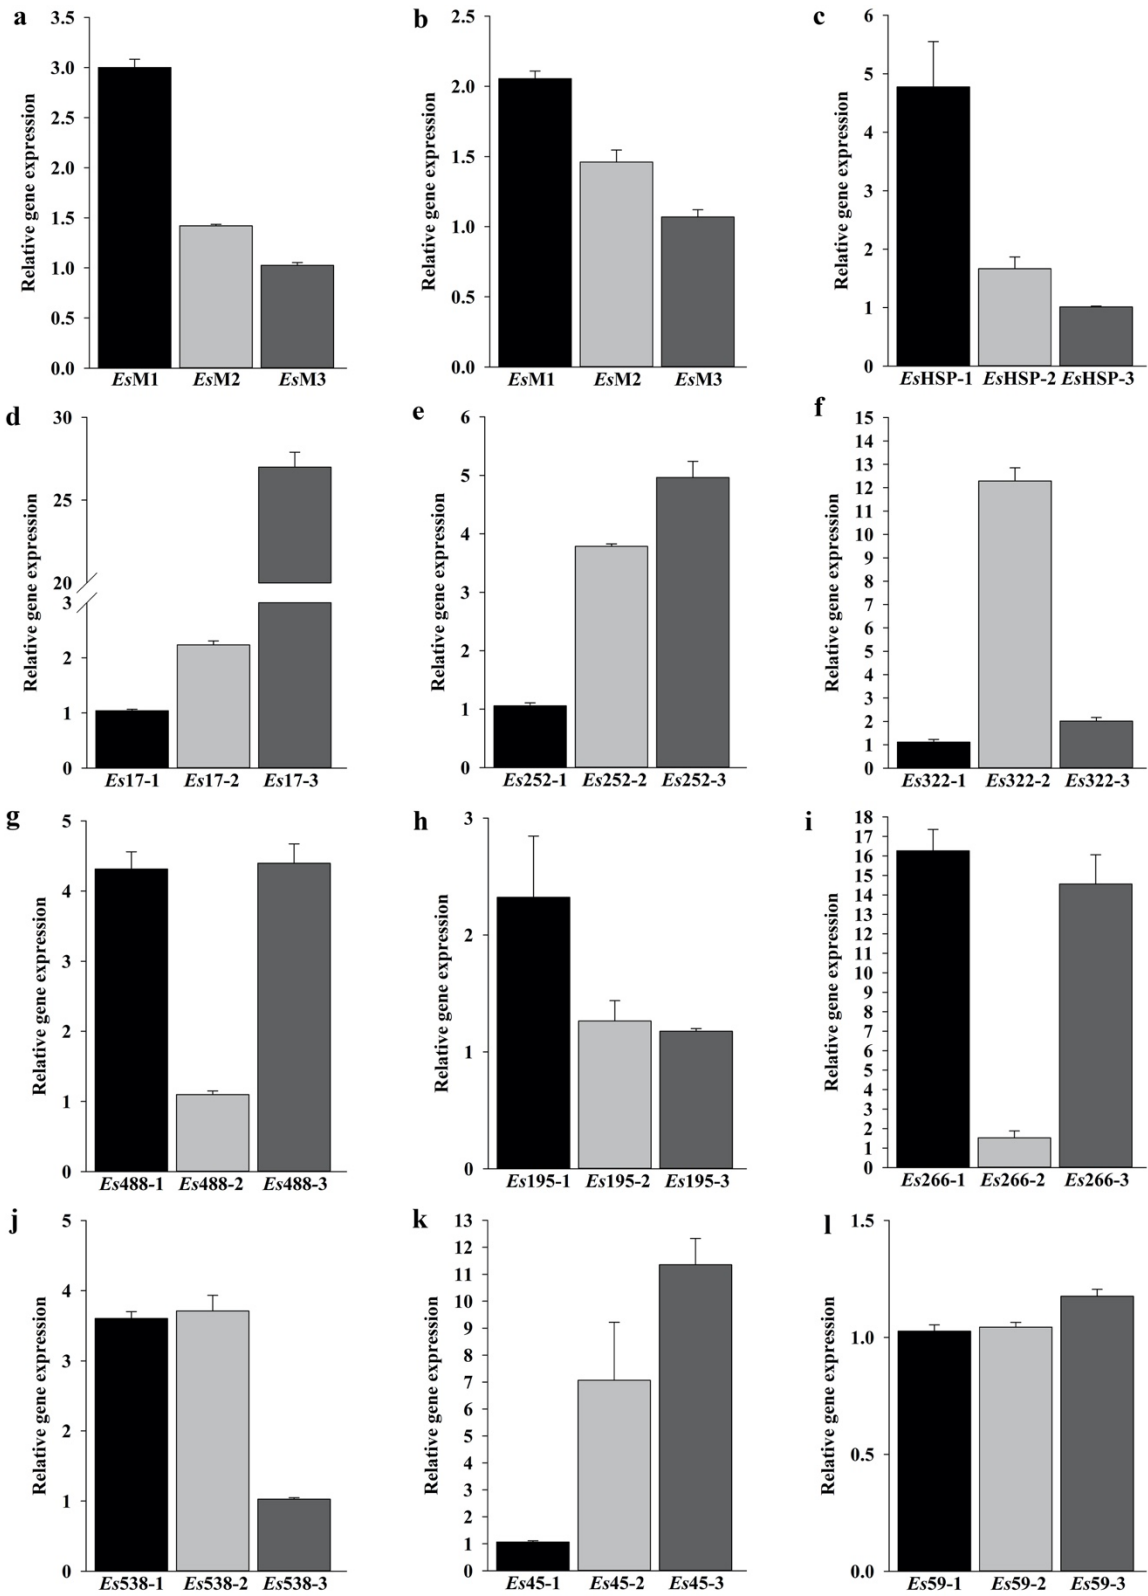 a
3.5
3.0
2.5
2.0
1.5
1.0
0.5
0.0
Relative gene expression
EsM1 EsM2 EsM3
b
2.5
2.0
1.5
1.0
0.5
0.0
Relative gene expression
EsM1 EsM2 EsM3
c
6
5
4
3
2
1
0
Relative gene expression
EsHSP-1 EsHSP-2 EsHSP-3
d
30
25
20
3
2
1
0
Relative gene expression
Es17-1 Es17-2 Es17-3
e
6
5
4
3
2
1
0
Relative gene expression
Es252-1 Es252-2 Es252-3
f
15
14
13
12
11
10
9
8
7
6
5
4
3
2
1
0
Relative gene expression
Es322-1 Es322-2 Es322-3
g
5
4
3
2
1
0
Relative gene expression
Es488-1 Es488-2 Es488-3
h
3
2
1
0
Relative gene expression
Es195-1 Es195-2 Es195-3
i
18
17
16
15
14
13
12
11
10
9
8
7
6
5
4
3
2
1
0
Relative gene expression
Es266-1 Es266-2 Es266-3
j
5
4
3
2
1
0
Relative gene expression
Es538-1 Es538-2 Es538-3
k
13
12
11
10
9
8
7
6
5
4
3
2
1
0
Relative gene expression
Es45-1 Es45-2 Es45-3
l
1.5
1.0
0.5
0.0
Relative gene expression
Es59-1 Es59-2 Es59-3